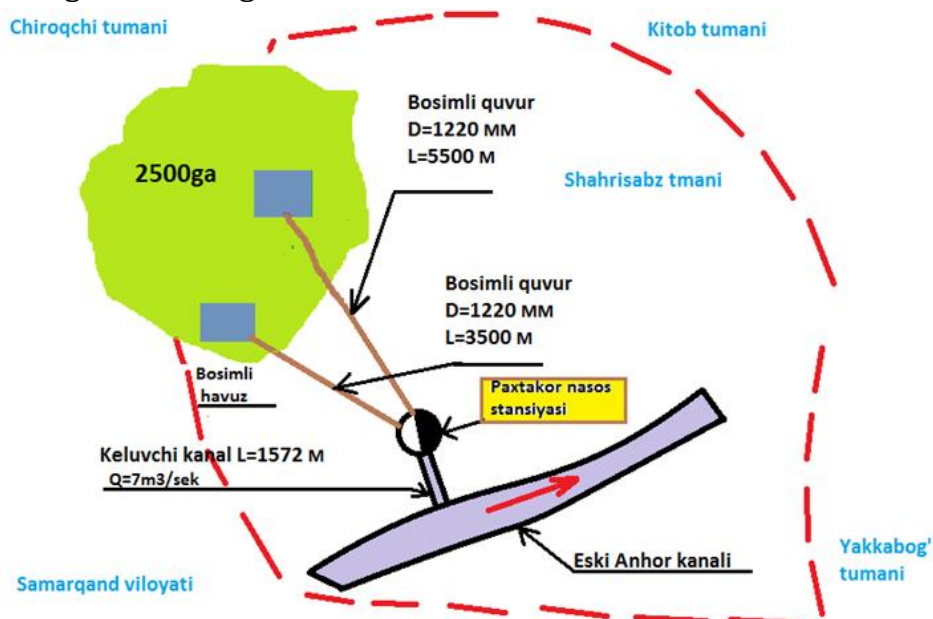 Chiroqchi tumani
Kitob tumani
Bosimli quvur
D=1220 мм
L=5500 м
2500ga
Shahrisabz tmani
Bosimli quvur
D=1220 мм
L=3500 м
Bosimli
havuz
Paxtakor nasos
stansiyasi
Keluvchi kanal L=1572 м
Q=7m3/sek
Eski Anhor kanali
Yakkabog'
tumani
Samarqand viloyati